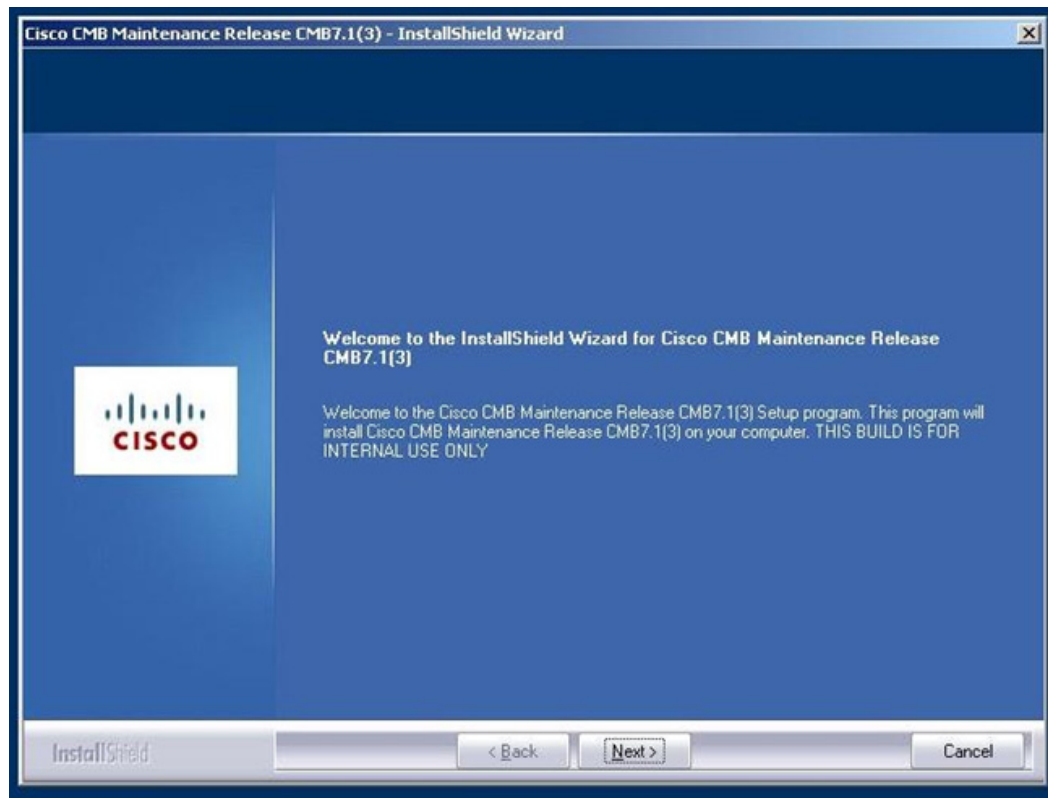 Cisco CMB Maintenance Release CMB7.1(3) - InstallShield Wizard
Welcome to the InstallShield Wizard for Cisco CMB Maintenance Release
CMB7.1(3)
Welcome to the Cisco CMB Maintenance Release CMB7.1(3) Setup program. This program will
install Cisco CMB Maintenance Release CMB7.1(3) on your computer. THIS BUILD IS FOR
INTERNAL USE ONLY
CISCO
InstallShield
< Back
Next >
Cancel